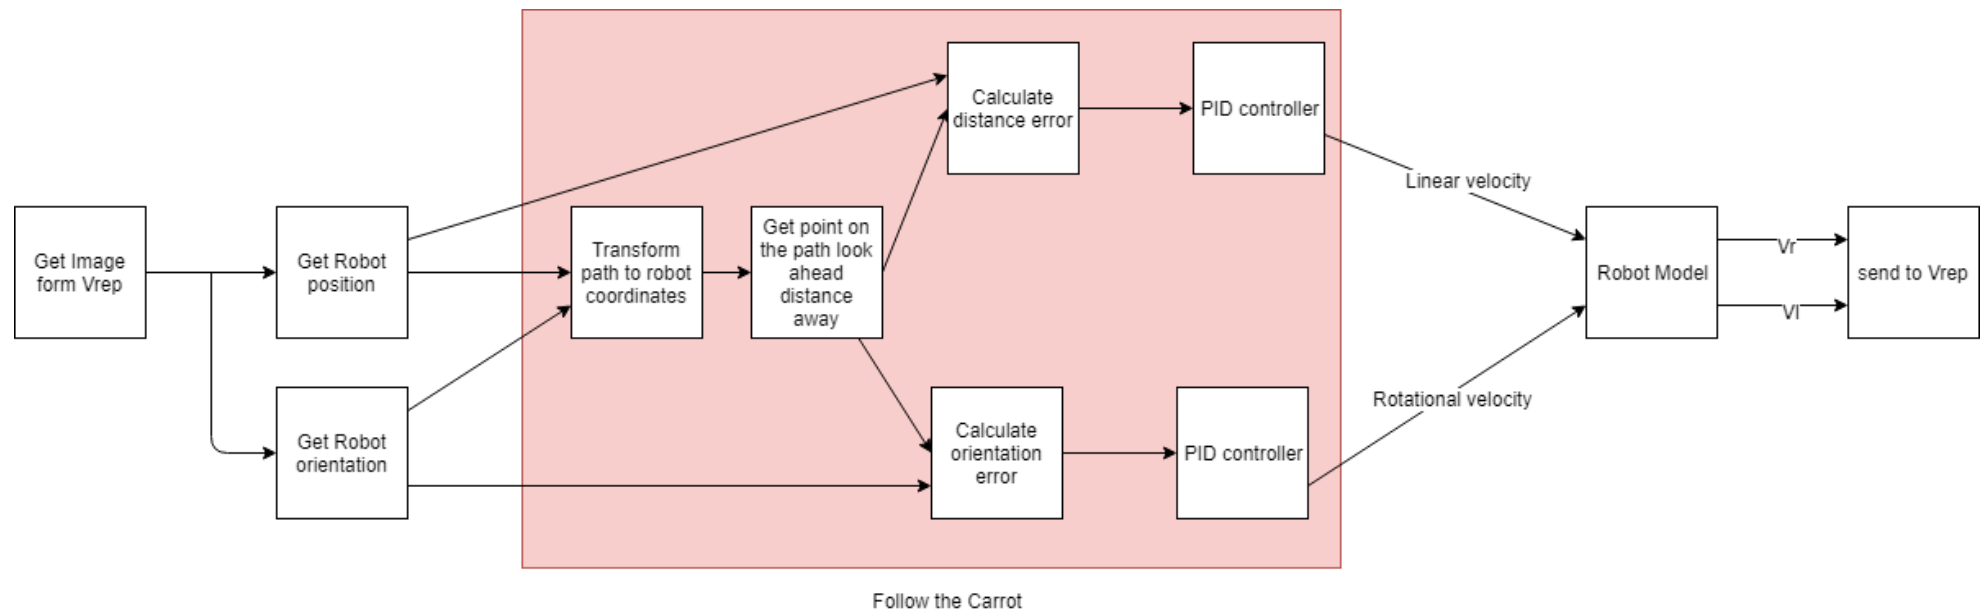 Get Image
form Vrep
Get Robot
position
Get Robot
orientation
Transform
path to robot
coordinates
Get point on
the path look
ahead
distance
away
Calculate
distance error
PID controller
Calculate
orientation
error
PID controller
Linear velocity
Rotational velocity
Robot Model
Vr
Vl
send to Vrep
Follow the Carrot